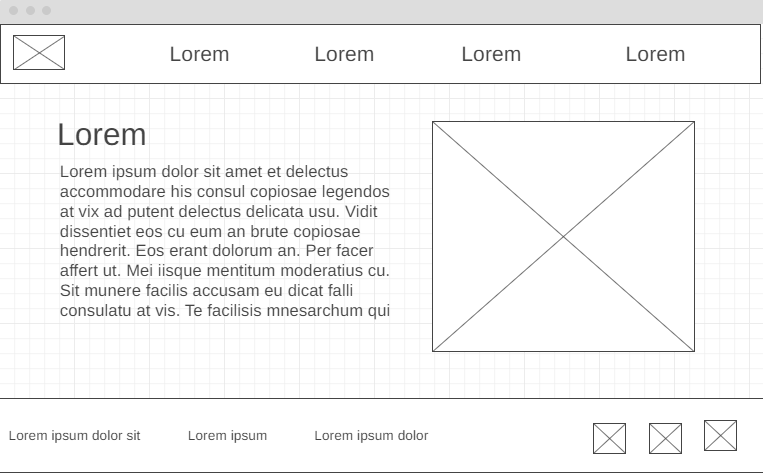 Lorem Lorem Lorem Lorem
Lorem
Lorem ipsum dolor sit amet et delectus
accommodare his consul copiosae legendos
at vix ad putent delectus delicata usu. Vidit
dissentiet eos cu eum an brute copiosae
hendrerit. Eos erant dolorum an. Per facer
affert ut. Mei iisque mentitum moderatius cu.
Sit munere facilis accusam eu dicat falli
consulatu at vis. Te facilisis mnesarchum qui
Lorem ipsum dolor sit Lorem ipsum Lorem ipsum dolor